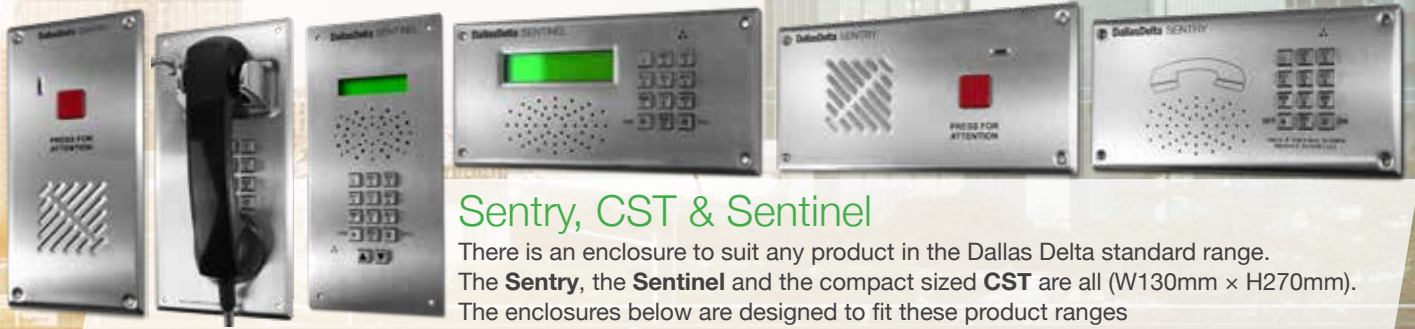 DallasDelta SENTRY
PRESS FOR
ATTENTION
DallasDelta SENTINEL
DallasDelta SENTINEL
DallasDelta SENTRY
PRESS FOR
ATTENTION
DallasDelta SENTRY
OFF
ON
Sentry, CST & Sentinel
There is an enclosure to suit any product in the Dallas Delta standard range.
The Sentry, the Sentinel and the compact sized CST are all (W130mm × H270mm).
The enclosures below are designed to fit these product ranges